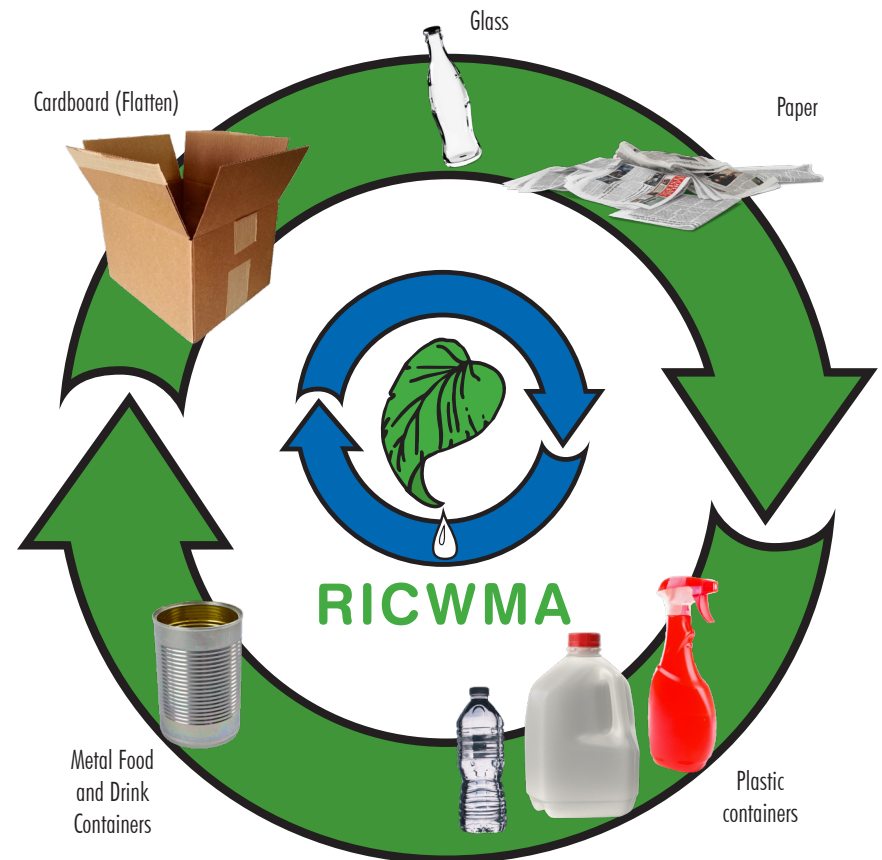 Glass
Cardboard (Flatten)
Paper
RICWMA
Metal Food
and Drink
Containers
Plastic
containers